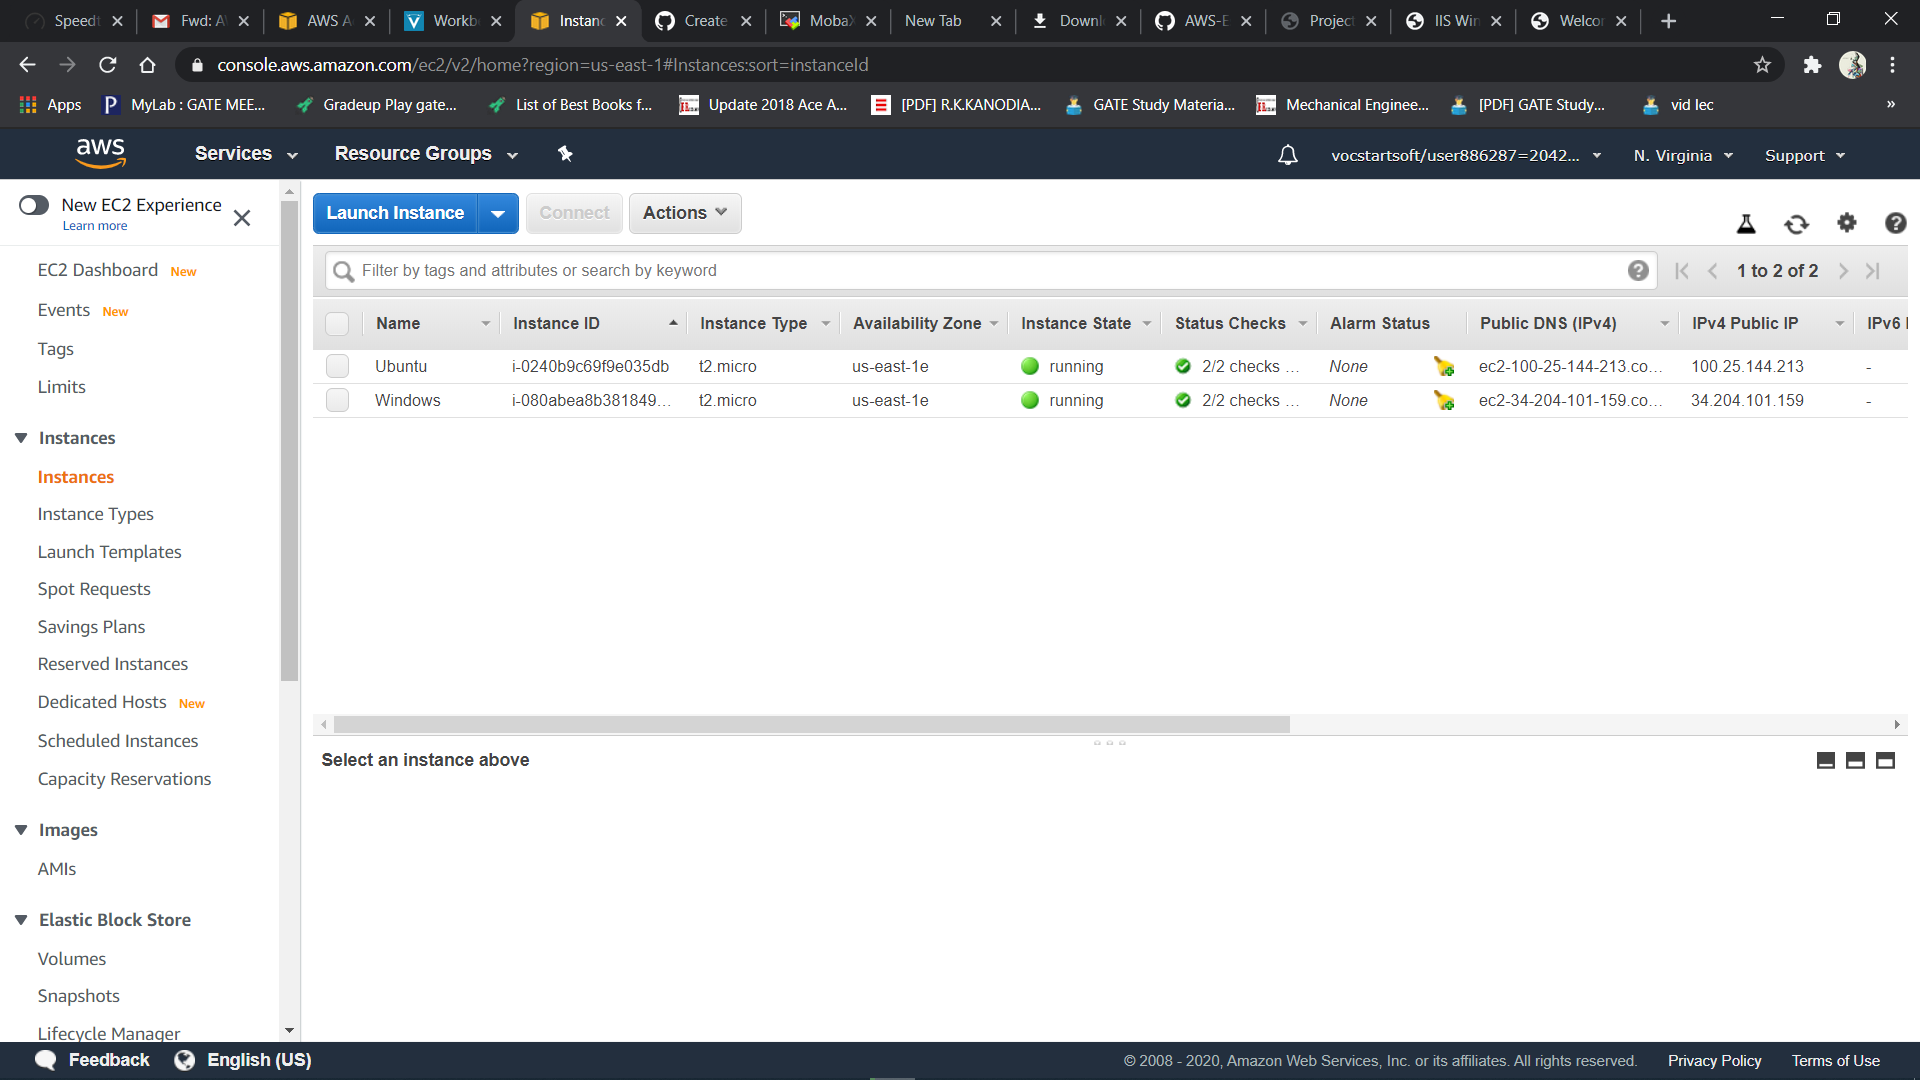 Speedt
Fwd: AV
AWS A
Workb
Instanc
Create
MobaX
New Tab
Downl
AWS-E
Project
IIS Win
Welcor
console.aws.amazon.com/ec2/v2/home?region=us-east-1#Instances:sort=instanceId
Apps
MyLab : GATE MEE...
Gradeup Play gate...
List of Best Books f...
Update 2018 Ace A...
[PDF] R.K.KANODIA...
GATE Study Materia...
Mechanical Enginee...
[PDF] GATE Study...
vid lec
»
aws
Services
Resource Groups
vocstartsoft/user886287=2042...
N. Virginia
Support
New EC2 Experience
Learn more
EC2 Dashboard New
Events New
Tags
Limits
Instances
Instances
Instance Types
Launch Templates
Spot Requests
Savings Plans
Reserved Instances
Dedicated Hosts New
Scheduled Instances
Capacity Reservations
Images
AMIs
Elastic Block Store
Volumes
Snapshots
Lifecycle Manager
Launch Instance
Connect
Actions
Filter by tags and attributes or search by keyword
1 to 2 of 2
Name Instance ID Instance Type Availability Zone Instance State Status Checks Alarm Status Public DNS (IPv4) IPv4 Public IP IPv6
Ubuntu i-0240b9c69f9e035db t2.micro us-east-1e running 2/2 checks ... None ec2-100-25-144-213.co... 100.25.144.213 -
Windows i-080abea8b381849... t2.micro us-east-1e running 2/2 checks ... None ec2-34-204-101-159.co... 34.204.101.159 -
Select an instance above
Feedback
English (US)
© 2008 - 2020, Amazon Web Services, Inc. or its affiliates. All rights reserved.
Privacy Policy
Terms of Use